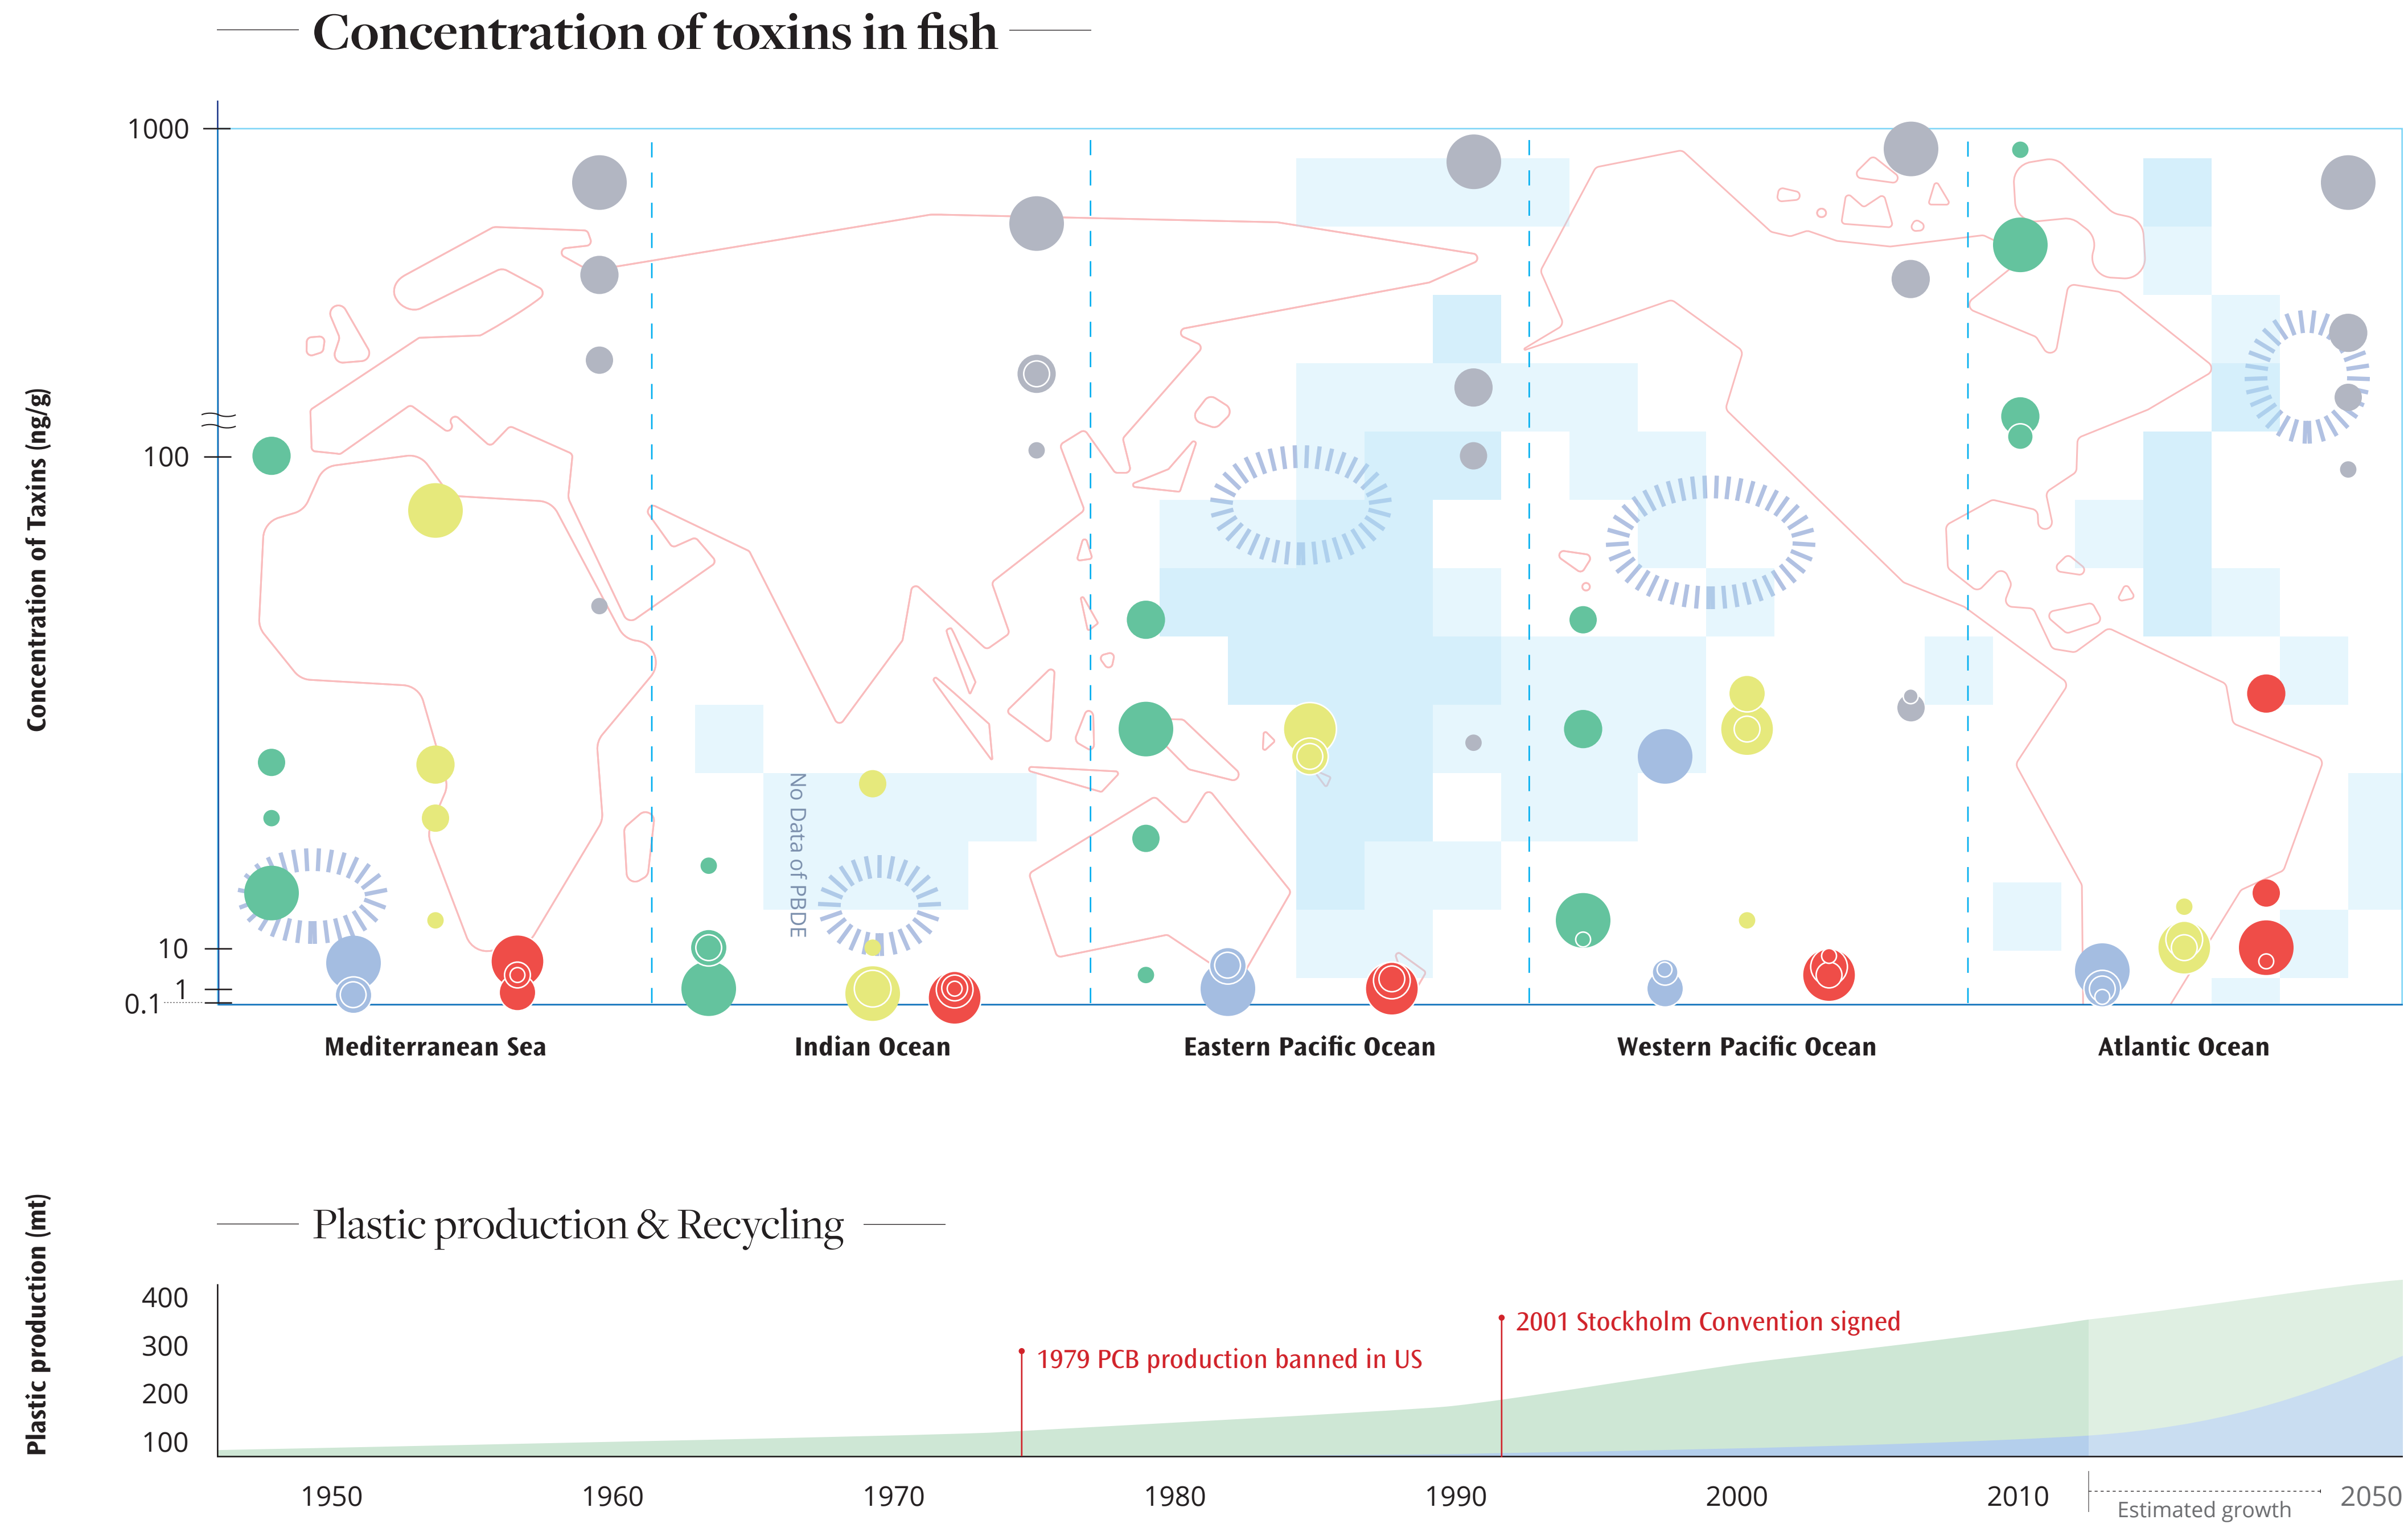 Concentration of toxins in fish
Concentration of Taxins (ng/g)
1000
100
10
1
0.1
No Data of PBDE
Mediterranean Sea
Indian Ocean
Eastern Pacific Ocean
Western Pacific Ocean
Atlantic Ocean
Plastic production & Recycling
Plastic production (mt)
400
300
200
100
1979 PCB production banned in US
2001 Stockholm Convention signed
1950 1960 1970 1980 1990 2000 2010 2050
Estimated growth